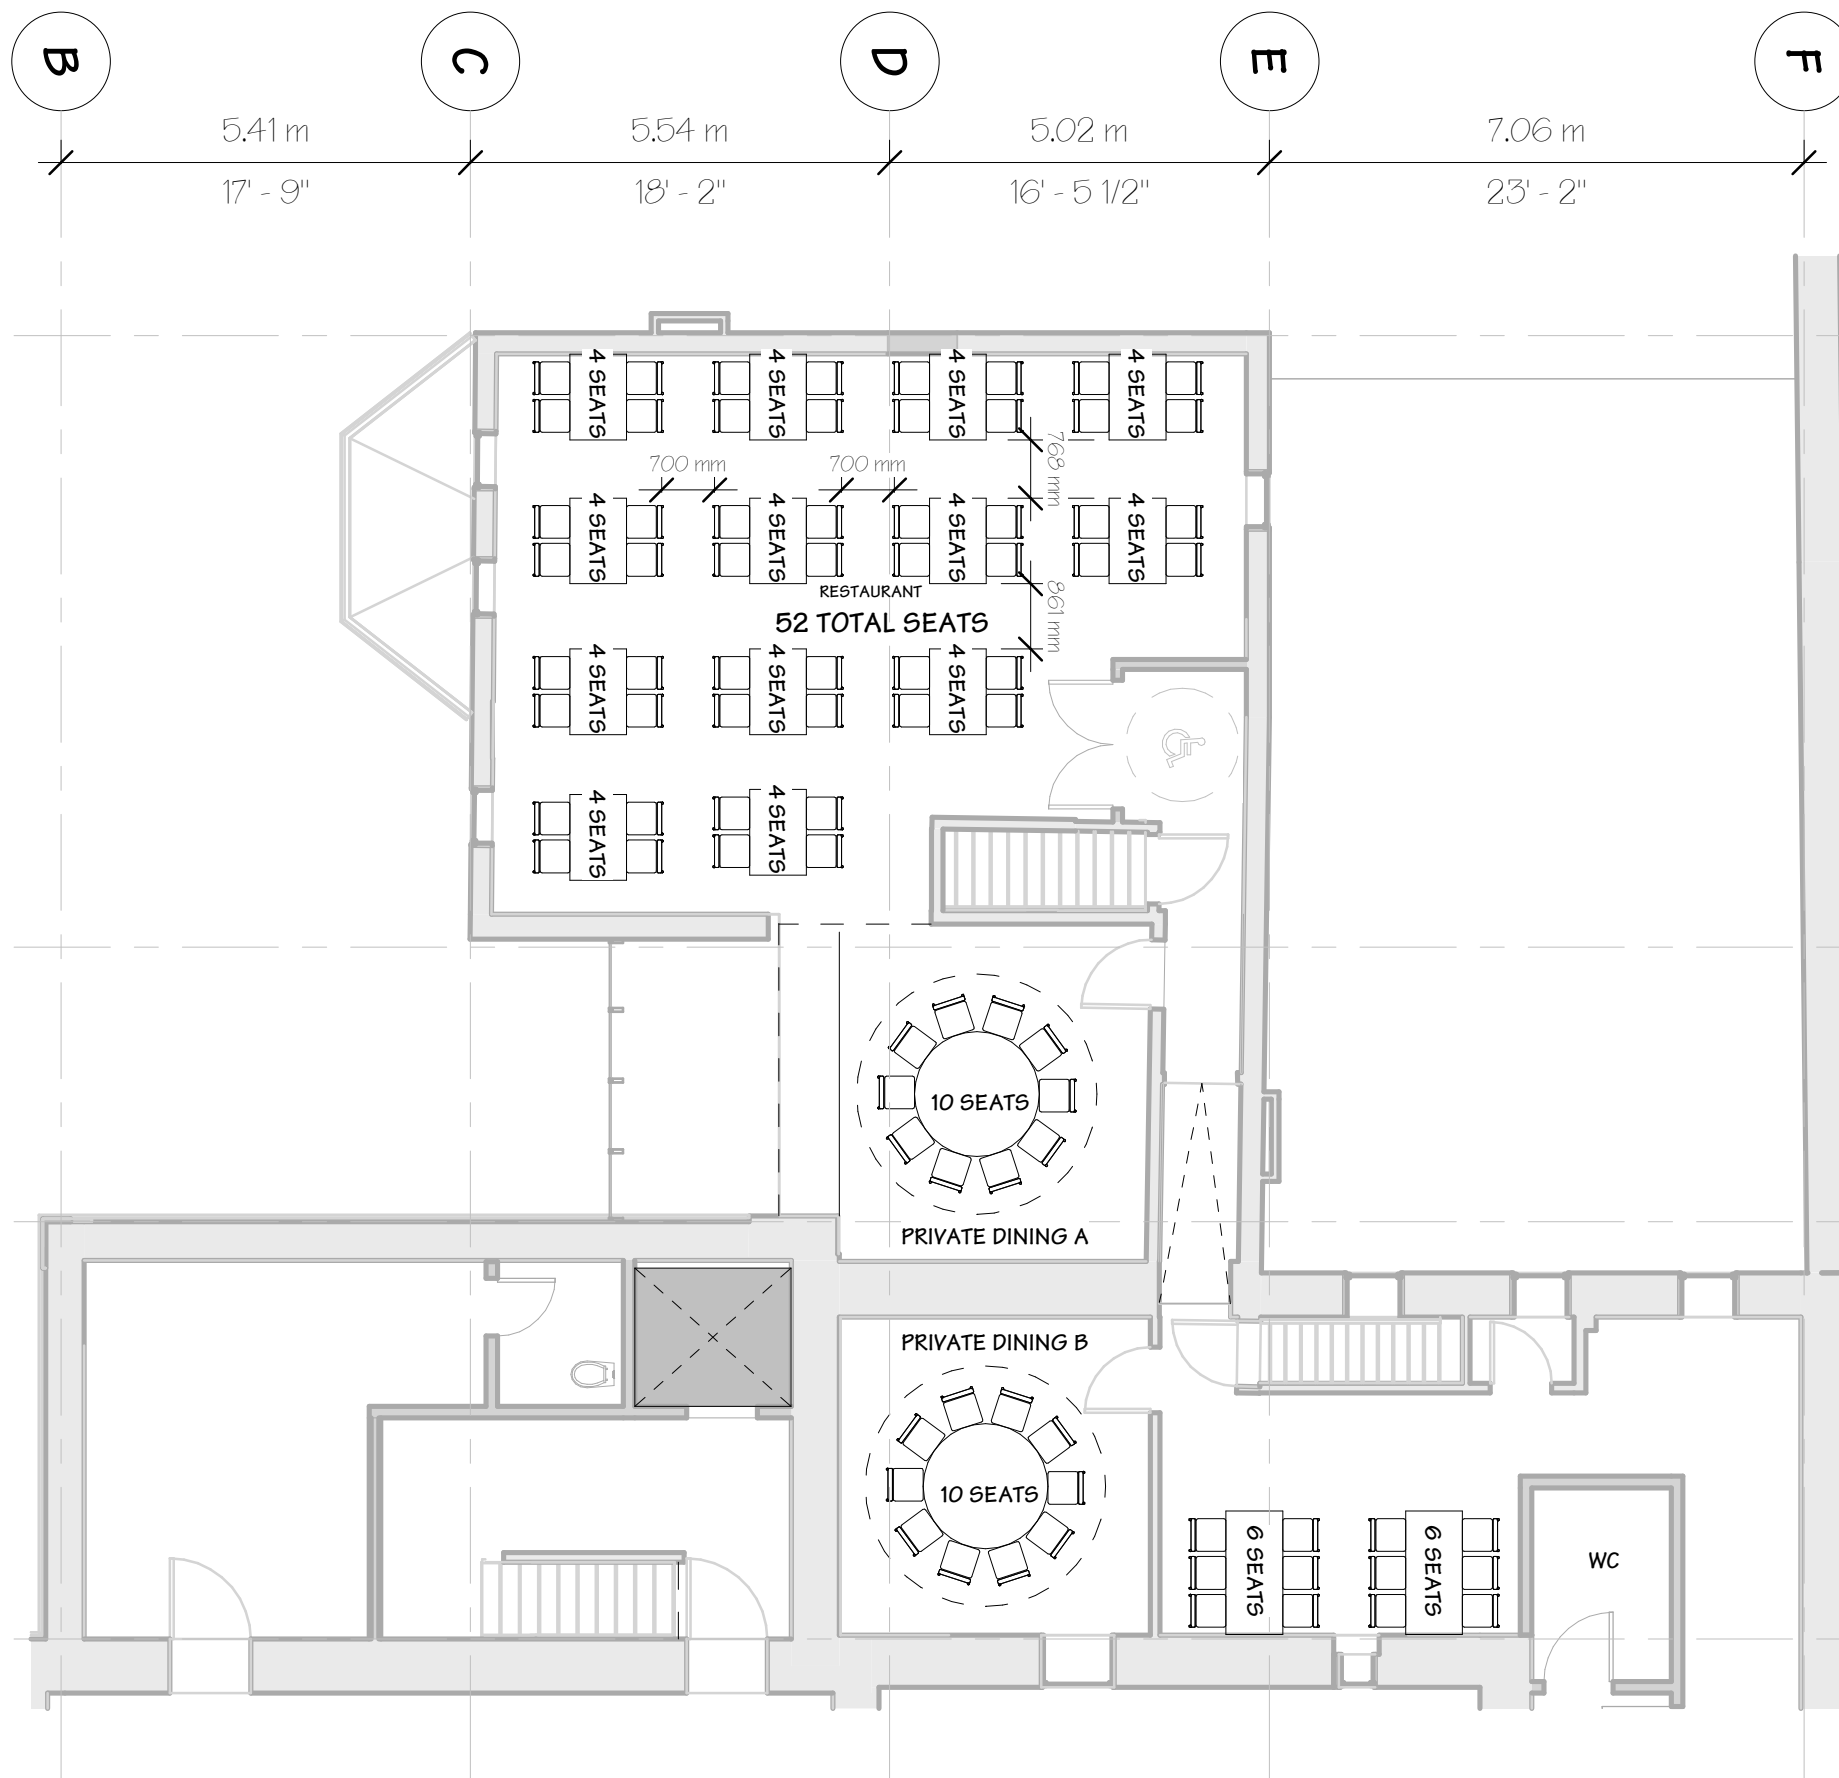 B
C
D
E
F
5.41 m
5.54 m
5.02 m
7.06 m
17' - 9"
18' - 2"
16' - 5 1/2"
23' - 2"
4 SEATS
4 SEATS
4 SEATS
4 SEATS
768 mm
700 mm
700 mm
4 SEATS
4 SEATS
4 SEATS
4 SEATS
RESTAURANT
52 TOTAL SEATS
861 mm
4 SEATS
4 SEATS
4 SEATS
4 SEATS
4 SEATS
10 SEATS
PRIVATE DINING A
PRIVATE DINING B
10 SEATS
6 SEATS
6 SEATS
WC